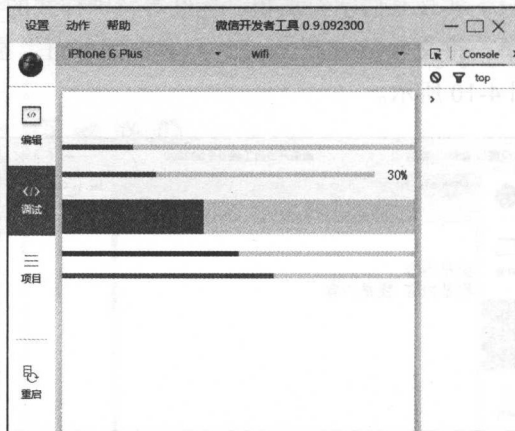 设置 动作 帮助 微信开发者工具 0.9.092300
iPhone 6 Plus wifi Console
top
编辑
30%
调试
项目
重启